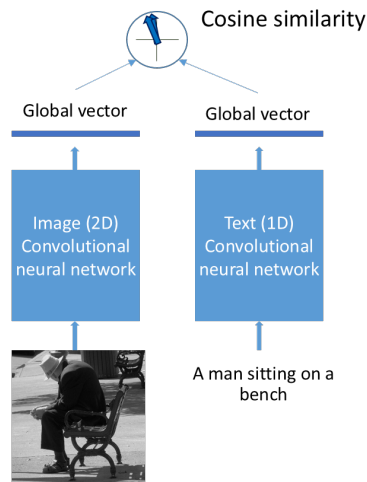 Cosine similarity
Global vector
Global vector
Image (2D)
Convolutional
neural network
Text (1D)
Convolutional
neural network
A man sitting on a
bench